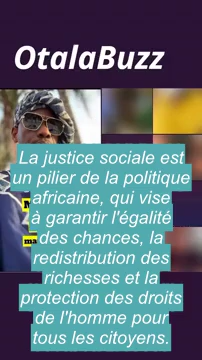 OtalaBuzz
La justice sociale est
un pilier de la politique
africaine, qui vise
à garantir l'égalité
des chances, la
redistribution des
richesses et la
protection des droits
de l'homme pour
tous les citoyens.